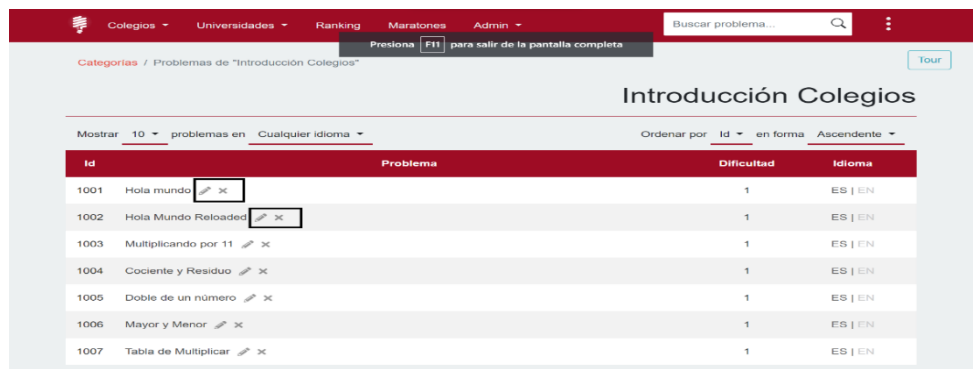 Colegios Universidades Ranking Maratones Admin Buscar problema...
Presiona F11 para salir de la pantalla completa
Categorías / Problemas de "Introducción Colegios" Tour
Introducción Colegios
Mostrar 10 problemas en Cualquier idioma Ordenar por Id en forma Ascendente
Id Problema Dificultad Idioma
1001 Hola mundo 1 ES | EN
1002 Hola Mundo Reloaded 1 ES | EN
1003 Multiplicando por 11 1 ES | EN
1004 Cociente y Residuo 1 ES | EN
1005 Doble de un número 1 ES | EN
1006 Mayor y Menor 1 ES | EN
1007 Tabla de Multiplicar 1 ES | EN